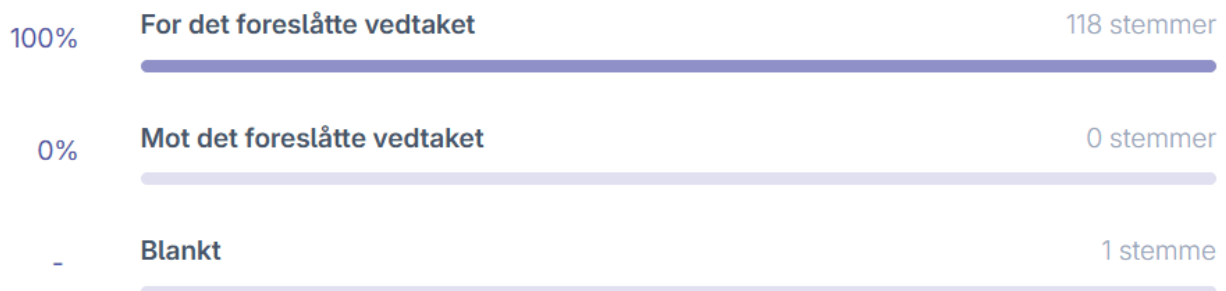 For det foreslåtte vedtaket 118 stemmer
100%
Mot det foreslåtte vedtaket 0 stemmer
0%
Blankt 1 stemme
-